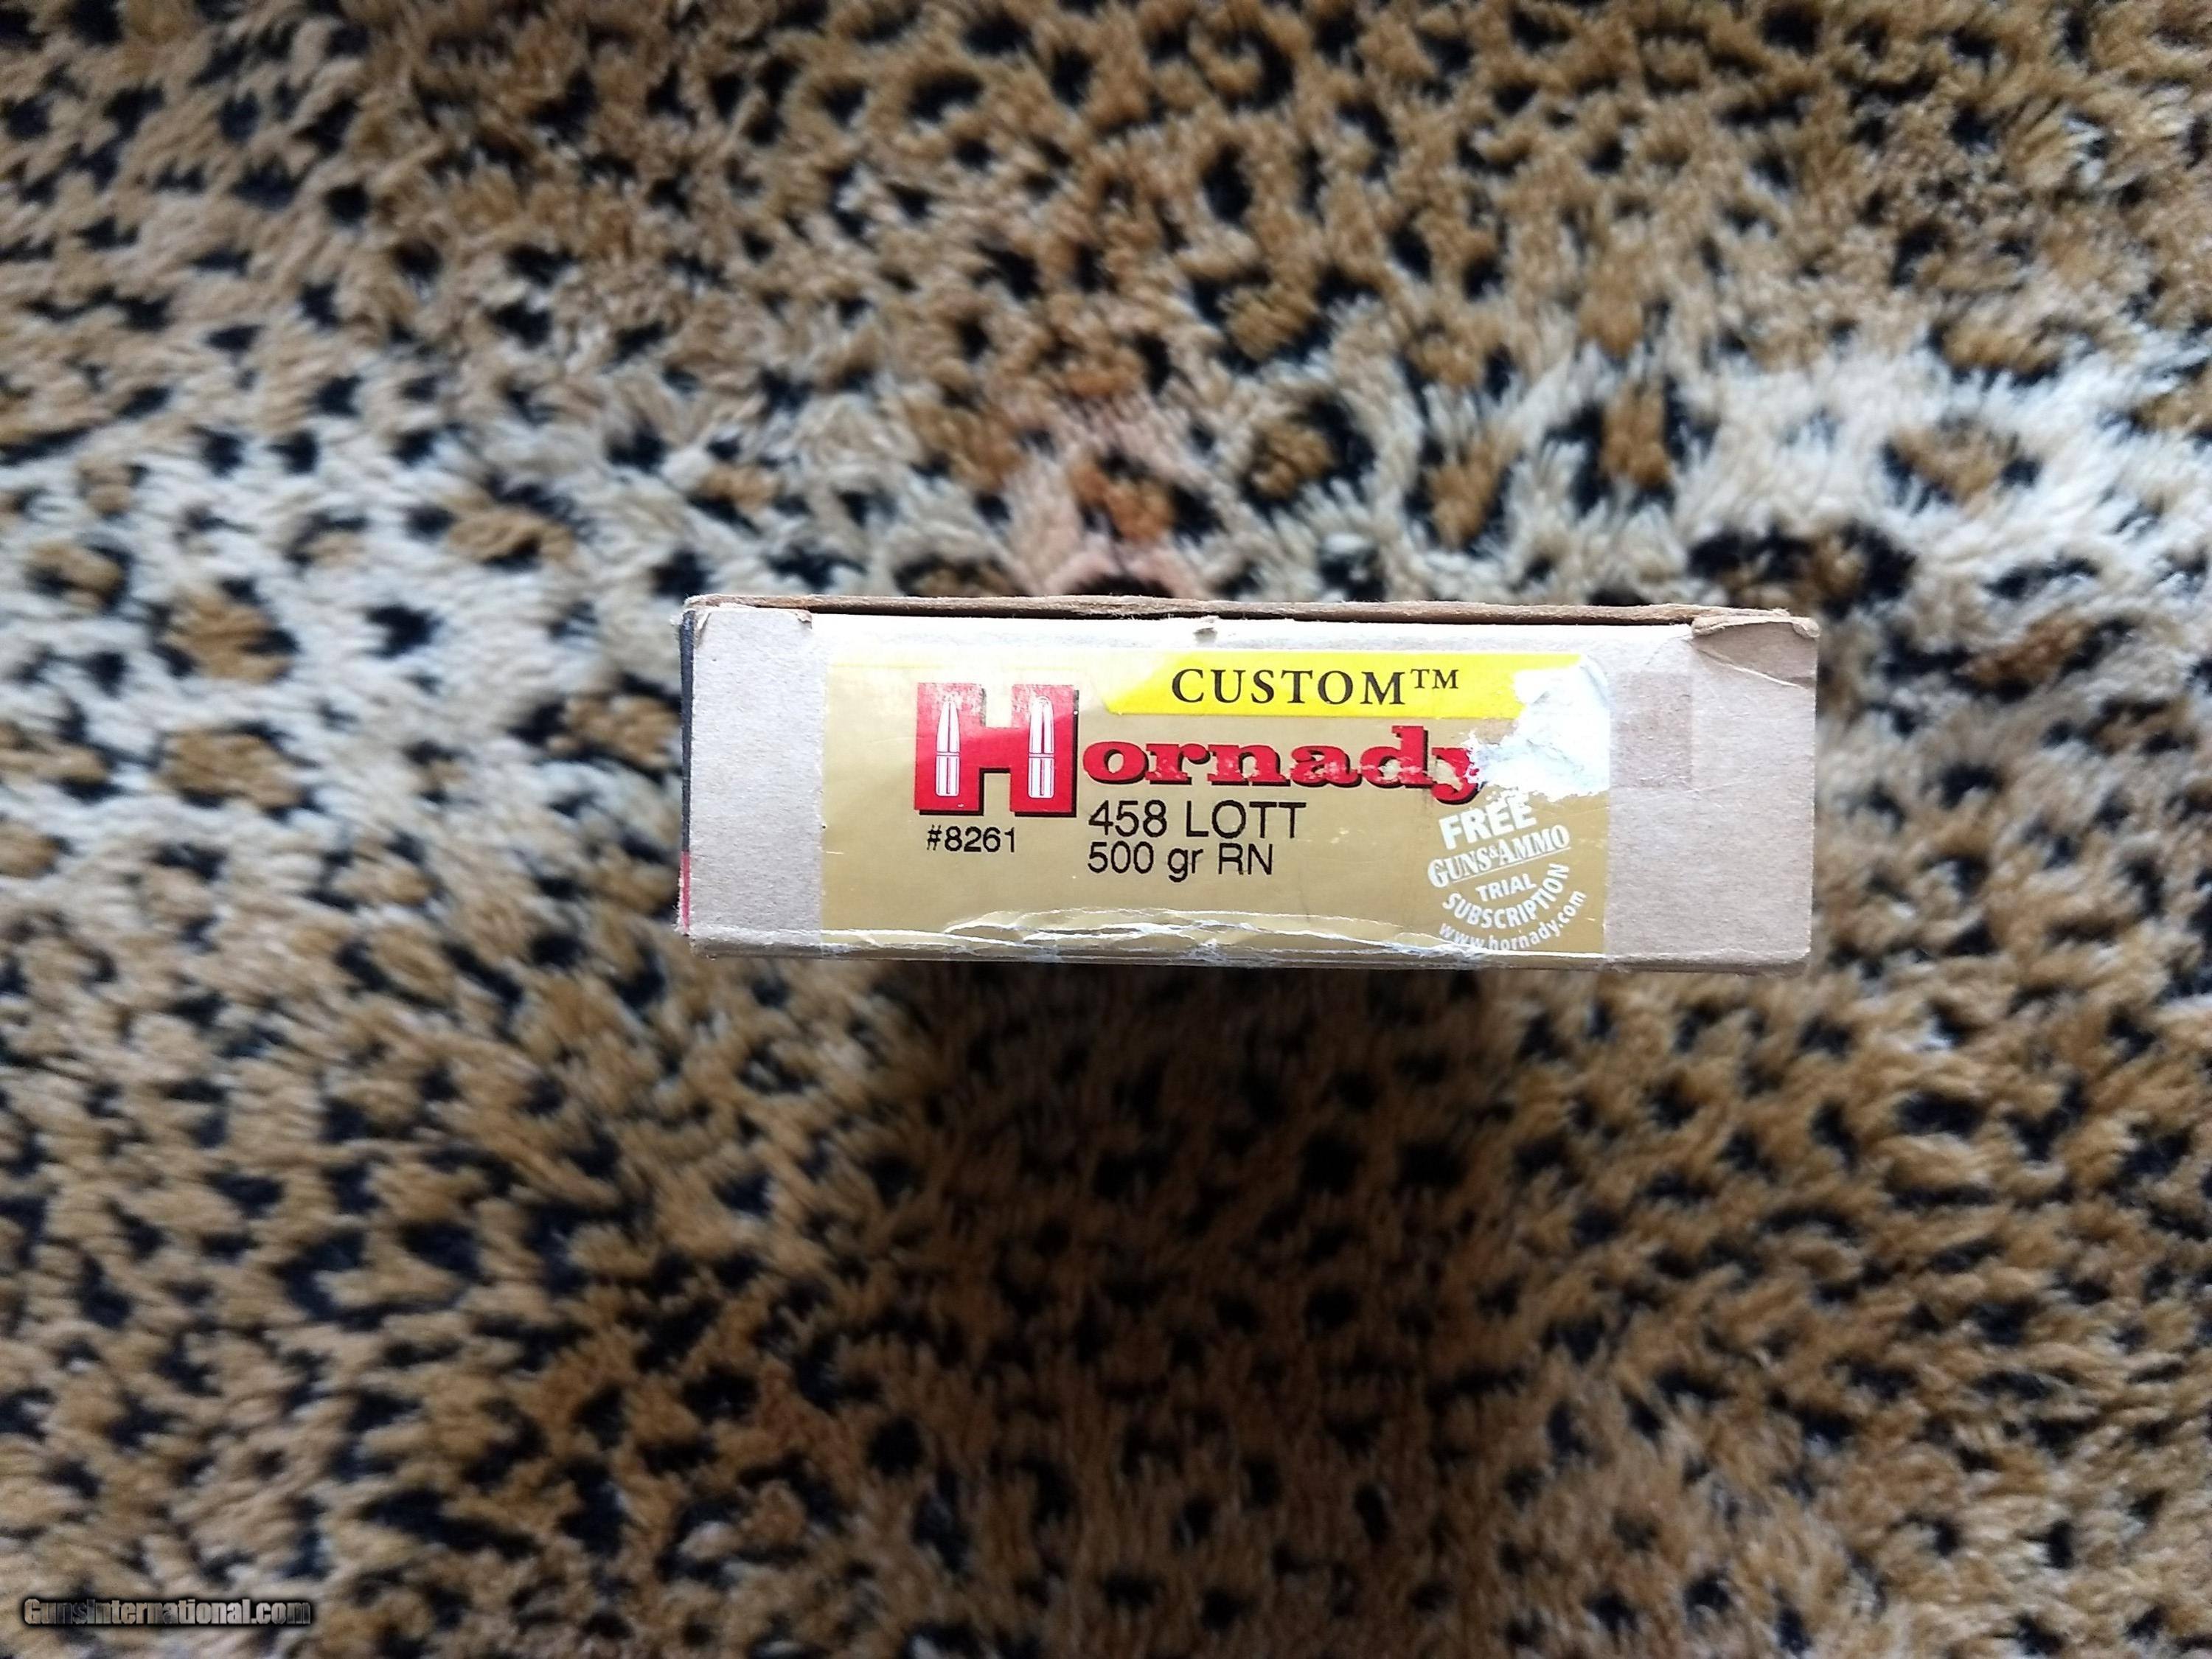 CUSTOM™
Hornady
#8261
458 LOTT
500 gr RN
FREE
GUNS&AMMO
TRIAL
SUBSCRIPTION
www.hornady.com
GunsInternational.com